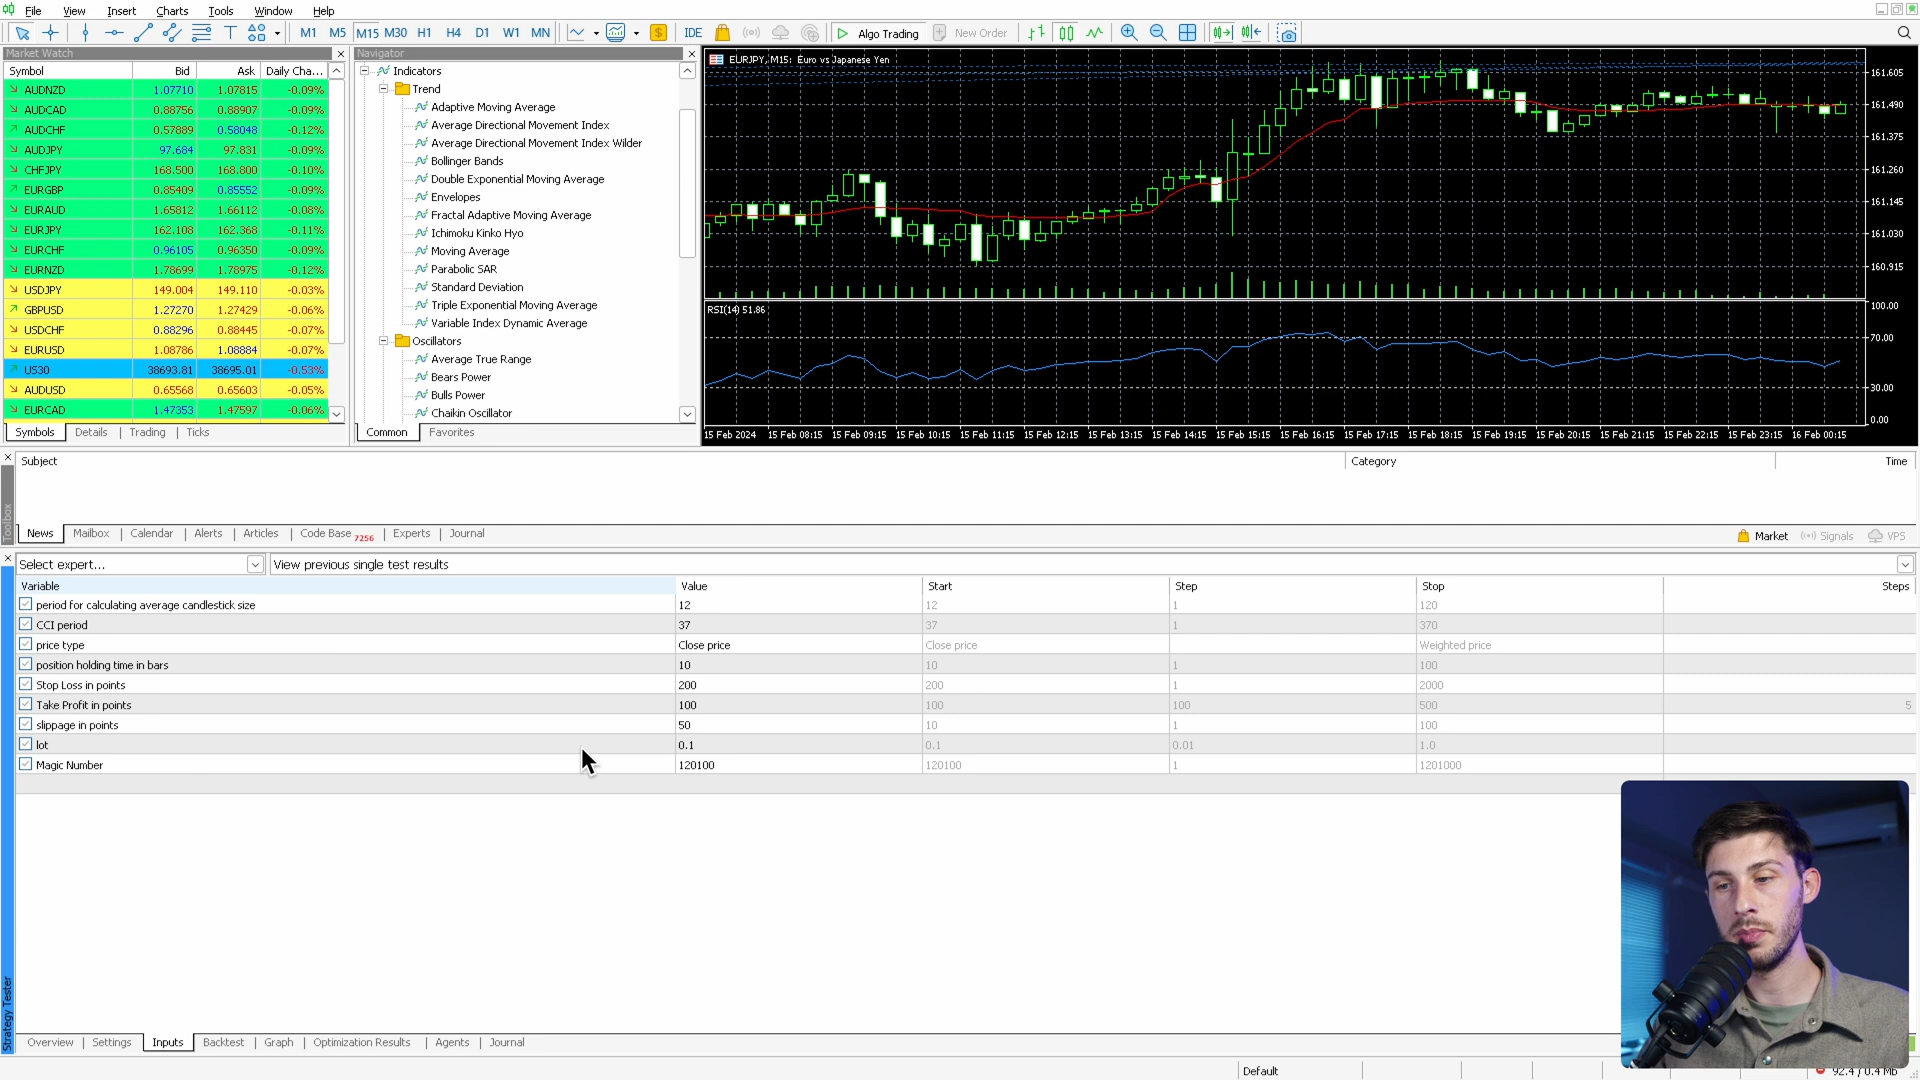 File View Insert Charts Tools Window Help
M1 M5 M15 M30 H1 H4 D1 W1 MN IDE Algo Trading New Order
Market Watch
Symbol Bid Ask Daily Cha...
AUDNZD 1.07710 1.07815 -0.09%
AUDCAD 0.88756 0.88907 -0.09%
AUDCHF 0.57889 0.58048 -0.12%
AUDJPY 97.684 97.831 -0.09%
CHFJPY 168.500 168.800 -0.10%
EURGBP 0.85409 0.85552 -0.09%
EURAUD 1.65812 1.66112 -0.08%
EURJPY 162.108 162.368 -0.11%
EURCHF 0.96105 0.96350 -0.09%
EURNZD 1.78699 1.78975 -0.12%
USDJPY 149.004 149.110 -0.03%
GBPUSD 1.27270 1.27429 -0.06%
USDCHF 0.88296 0.88445 -0.07%
EURUSD 1.08786 1.08884 -0.07%
US30 38693.81 38695.01 -0.53%
AUDUSD 0.65568 0.65603 -0.05%
EURCAD 1.47353 1.47597 -0.06%
Symbols Details Trading Ticks
Navigator
Indicators
Trend
Adaptive Moving Average
Average Directional Movement Index
Average Directional Movement Index Wilder
Bollinger Bands
Double Exponential Moving Average
Envelopes
Fractal Adaptive Moving Average
Ichimoku Kinko Hyo
Moving Average
Parabolic SAR
Standard Deviation
Triple Exponential Moving Average
Variable Index Dynamic Average
Oscillators
Average True Range
Bears Power
Bulls Power
Chaikin Oscillator
Common Favorites
EURJPY, M15: Euro vs Japanese Yen
161.605
161.490
161.375
161.260
161.145
161.030
160.915
RSI(14) 51.86
100.00
70.00
30.00
0.00
15 Feb 2024 15 Feb 08:15 15 Feb 09:15 15 Feb 10:15 15 Feb 11:15 15 Feb 12:15 15 Feb 13:15 15 Feb 14:15 15 Feb 15:15 15 Feb 16:15 15 Feb 17:15 15 Feb 18:15 15 Feb 19:15 15 Feb 20:15 15 Feb 21:15 15 Feb 22:15 15 Feb 23:15 16 Feb 00:15
Toolbox
Subject Category Time
News Mailbox Calendar Alerts Articles Code Base 7256 Experts Journal Market Signals VPS
Select expert... View previous single test results
Variable Value Start Step Stop Steps
period for calculating average candlestick size 12 12 1 120
CCI period 37 37 1 370
price type Close price Close price Weighted price
position holding time in bars 10 10 1 100
Stop Loss in points 200 200 1 2000
Take Profit in points 100 100 100 500 5
slippage in points 50 10 1 100
lot 0.1 0.1 0.01 1.0
Magic Number 120100 120100 1 1201000
Strategy Tester
Overview Settings Inputs Backtest Graph Optimization Results Agents Journal
Default 92.4 / 0.4 Mb